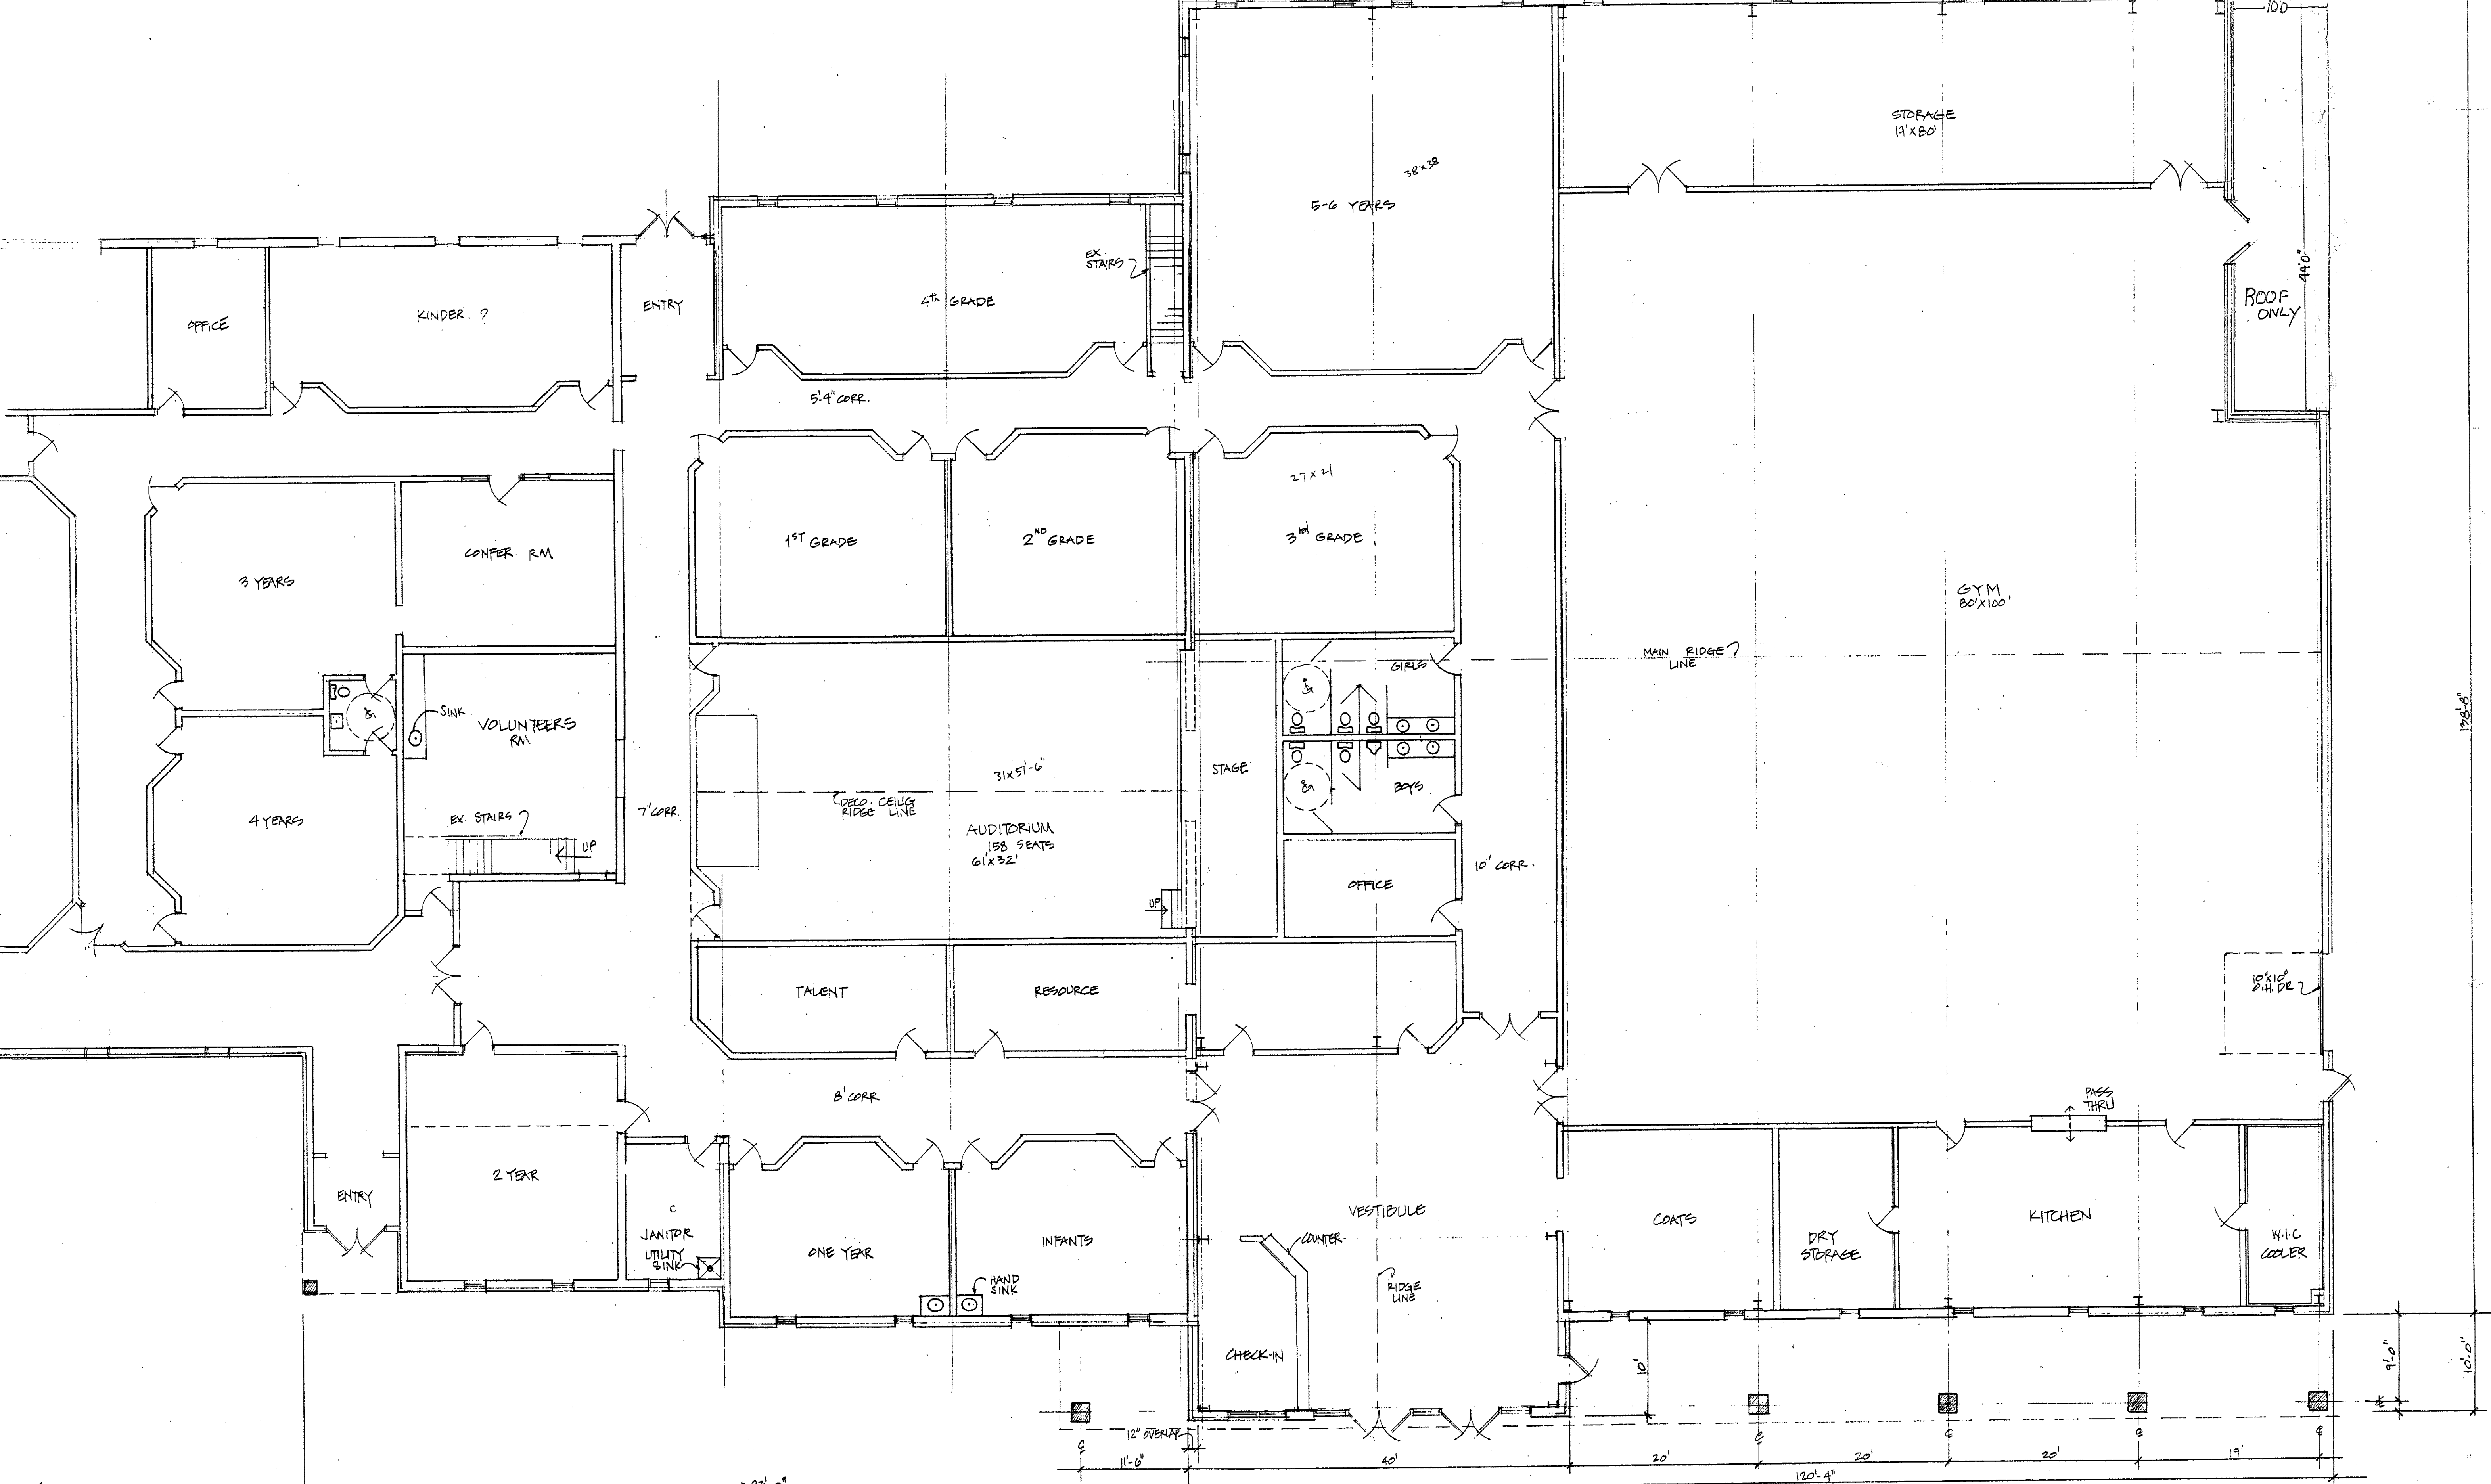 10'0"
STORAGE
19'X80'
38X38
5-6 YEARS
EX.
STAIRS
4th GRADE
ENTRY
KINDER. ?
OFFICE
44'0"
ROOF
ONLY
5'-4" CORR.
27 X 21
1ST GRADE
2ND GRADE
3rd GRADE
CONFER. RM
3 YEARS
GYM
80'X100'
MAIN RIDGE
LINE
GIRLS
SINK
VOLUNTEERS
RM
138'-8"
STAGE
31X51'-6"
BOYS
DECO. CEIL'G
RIDGE LINE
7' CORR.
4 YEARS
EX. STAIRS
UP
AUDITORIUM
158 SEATS
61'X32'
10' CORR.
OFFICE
UP
TALENT
RESOURCE
10'X10'
O.H. DR
8' CORR
PASS
THRU
2 YEAR
ENTRY
C
JANITOR
UTILITY
SINK
ONE YEAR
INFANTS
HAND
SINK
VESTIBULE
COUNTER
RIDGE
LINE
COATS
DRY
STORAGE
KITCHEN
W.I.C
COOLER
CHECK-IN
10'
9'-0"
10'-0"
12" OVERLAP
11'-6"
40'
20'
20'
20'
19'
120'-4"